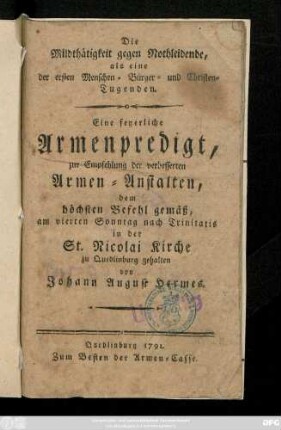 Die
Mildthätigkeit gegen Nothleidende,
als eine
der ersten Menschen- Bürger- und Christen-
Tugenden.
Eine feyerliche
Armenpredigt,
zur Empfehlung der verbesserten
Armen-Anstalten,
dem
höchsten Befehl gemäß,
am vierten Sonntag nach Trinitatis
in der
St. Nicolai Kirche
zu Quedlinburg gehalten
von
Johann August Hermes.
Quedlinburg 1791.
Zum Besten der Armen-Casse.